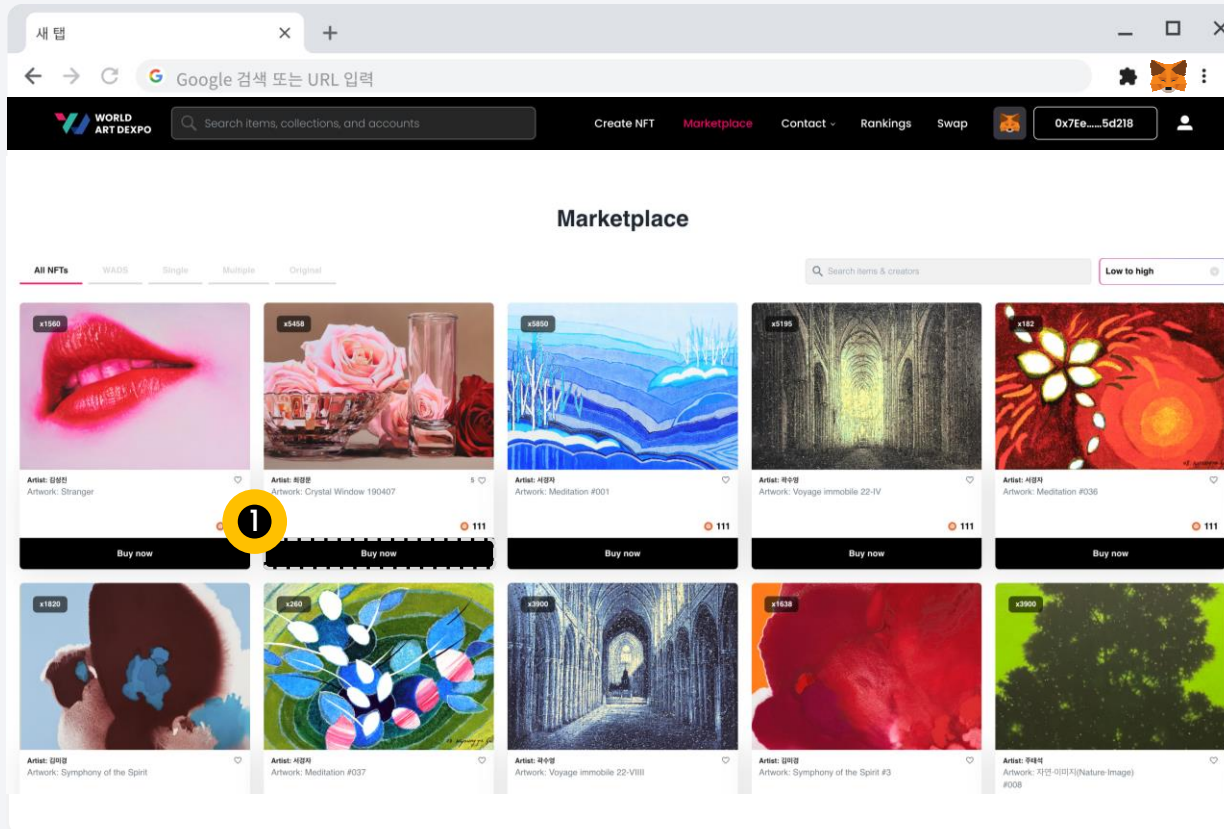 새 탭
Google 검색 또는 URL 입력
WORLD
ART DEXPO
Search items, collections, and accounts
Create NFT
Marketplace
Contact
Rankings
Swap
0x7Ee......5d218
Marketplace
All NFTs
WADS
Single
Multiple
Original
Search items & creators
Low to high
x1560
x5458
x5850
x5195
x182
Artist: 김성진
Artist: 최경문
5
Artist: 서경자
Artist: 곽수영
Artist: 서경자
Artwork: Stranger
Artwork: Crystal Window 190407
Artwork: Meditation #001
Artwork: Voyage immobile 22-IV
Artwork: Meditation #036
1
111
111
111
111
Buy now
Buy now
Buy now
Buy now
Buy now
x1820
x260
x3900
x1638
x3900
Artist: 김미경
Artist: 서경자
Artist: 곽수영
Artist: 김미경
Artist: 주태석
Artwork: Symphony of the Spirit
Artwork: Meditation #037
Artwork: Voyage immobile 22-VIIII
Artwork: Symphony of the Spirit #3
Artwork: 자연·이미지(Nature·Image)
#008